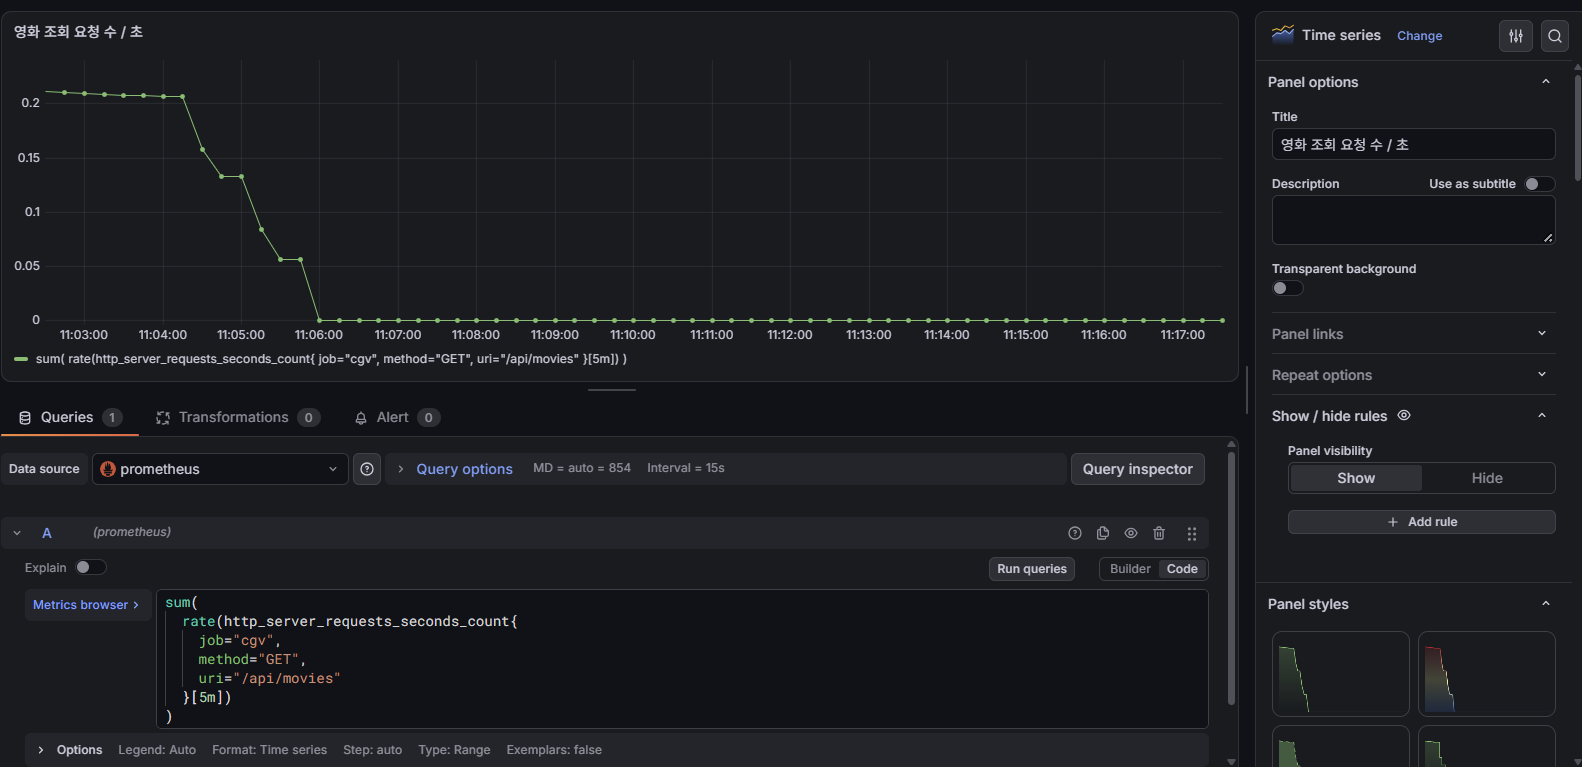 영화 조회 요청 수 / 초
0.2
0.15
0.1
0.05
0
11:03:00 11:04:00 11:05:00 11:06:00 11:07:00 11:08:00 11:09:00 11:10:00 11:11:00 11:12:00 11:13:00 11:14:00 11:15:00 11:16:00 11:17:00
sum( rate(http_server_requests_seconds_count{ job="cgv", method="GET", uri="/api/movies" }[5m]) )
Queries 1 Transformations 0 Alert 0
Data source prometheus Query options MD = auto = 854 Interval = 15s Query inspector
A (prometheus)
Explain Run queries Builder Code
Metrics browser >
sum(
rate(http_server_requests_seconds_count{
job="cgv",
method="GET",
uri="/api/movies"
}[5m])
)
Options Legend: Auto Format: Time series Step: auto Type: Range Exemplars: false
Time series Change
Panel options
Title
영화 조회 요청 수 / 초
Description Use as subtitle
Transparent background
Panel links
Repeat options
Show / hide rules
Panel visibility
Show Hide
+ Add rule
Panel styles